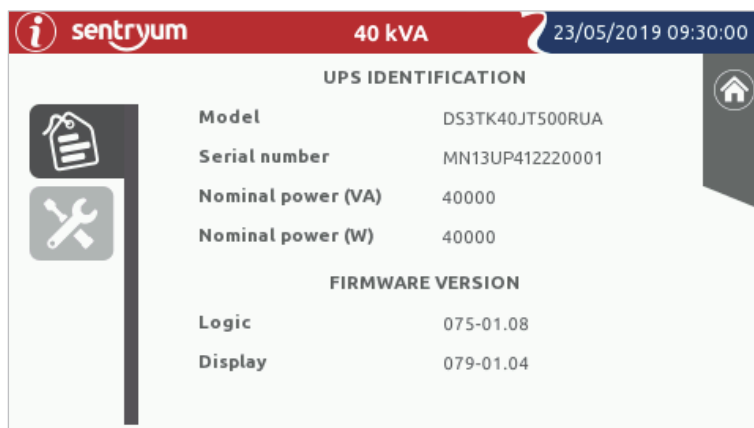 i sentryum 40 kVA 23/05/2019 09:30:00
UPS IDENTIFICATION
Model DS3TK40JT500RUA
Serial number MN13UP412220001
Nominal power (VA) 40000
Nominal power (W) 40000
FIRMWARE VERSION
Logic 075-01.08
Display 079-01.04